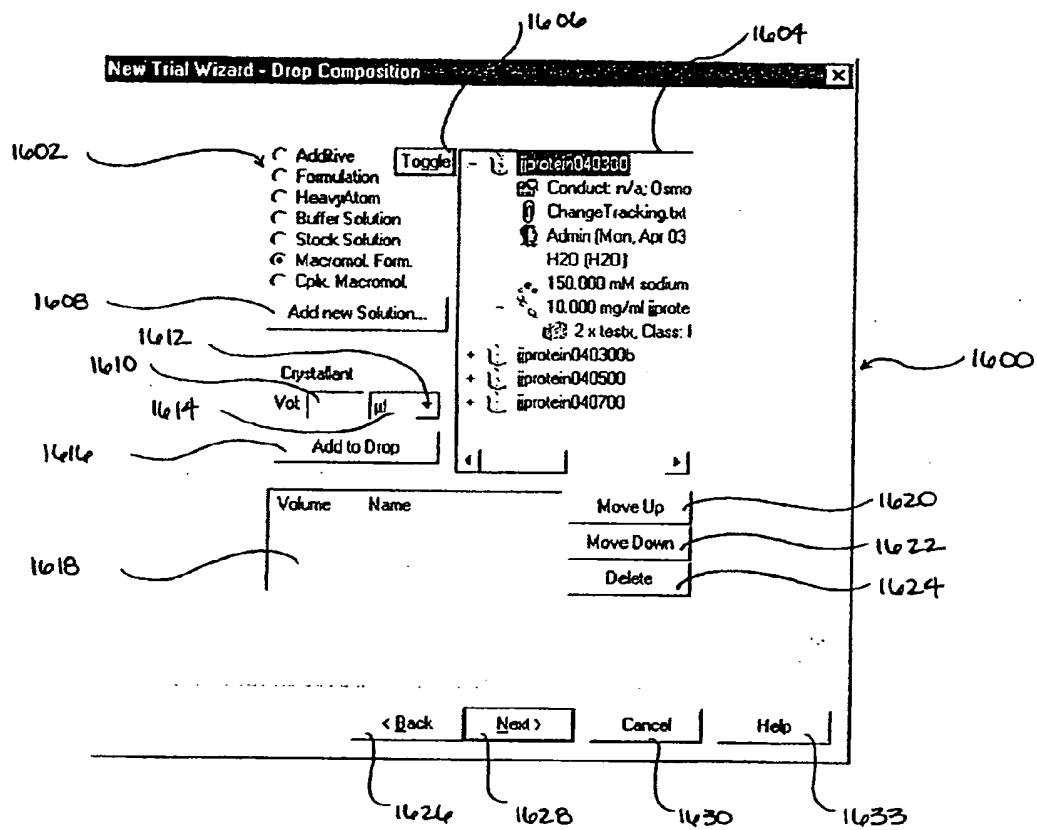 1606
1604
New Trial Wizard - Drop Composition
1602
Additive
Toggle
jjprotein040300
Formulation
Conduct: n/a; Osmo
HeavyAtom
ChangeTracking.txt
Buffer Solution
Admin (Mon, Apr 03
Stock Solution
H2O (H2O)
Macromol. Form.
150.000 mM sodium
Cplx. Macromol.
10.000 mg/ml jjprote
1608
Add new Solution...
2 x testx, Class:
1612
jjprotein040300b
1610
Crystallant
jjprotein040500
1600
Vol:
µl
jjprotein040700
1614
1616
Add to Drop
Volume Name
Move Up
1620
Move Down
1622
1618
Delete
1624
< Back
Next >
Cancel
Help
1626
1628
1630
1633